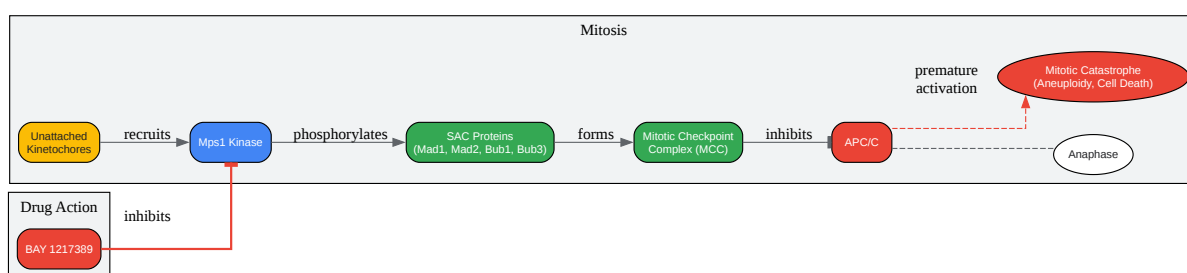 Mitosis
premature
activation
Mitotic Catastrophe
(Aneuploidy, Cell Death)
Unattached
Kinetochores
recruits
Mps1 Kinase
phosphorylates
SAC Proteins
(Mad1, Mad2, Bub1, Bub3)
forms
Mitotic Checkpoint
Complex (MCC)
inhibits
APC/C
Anaphase
Drug Action
inhibits
BAY 1217389